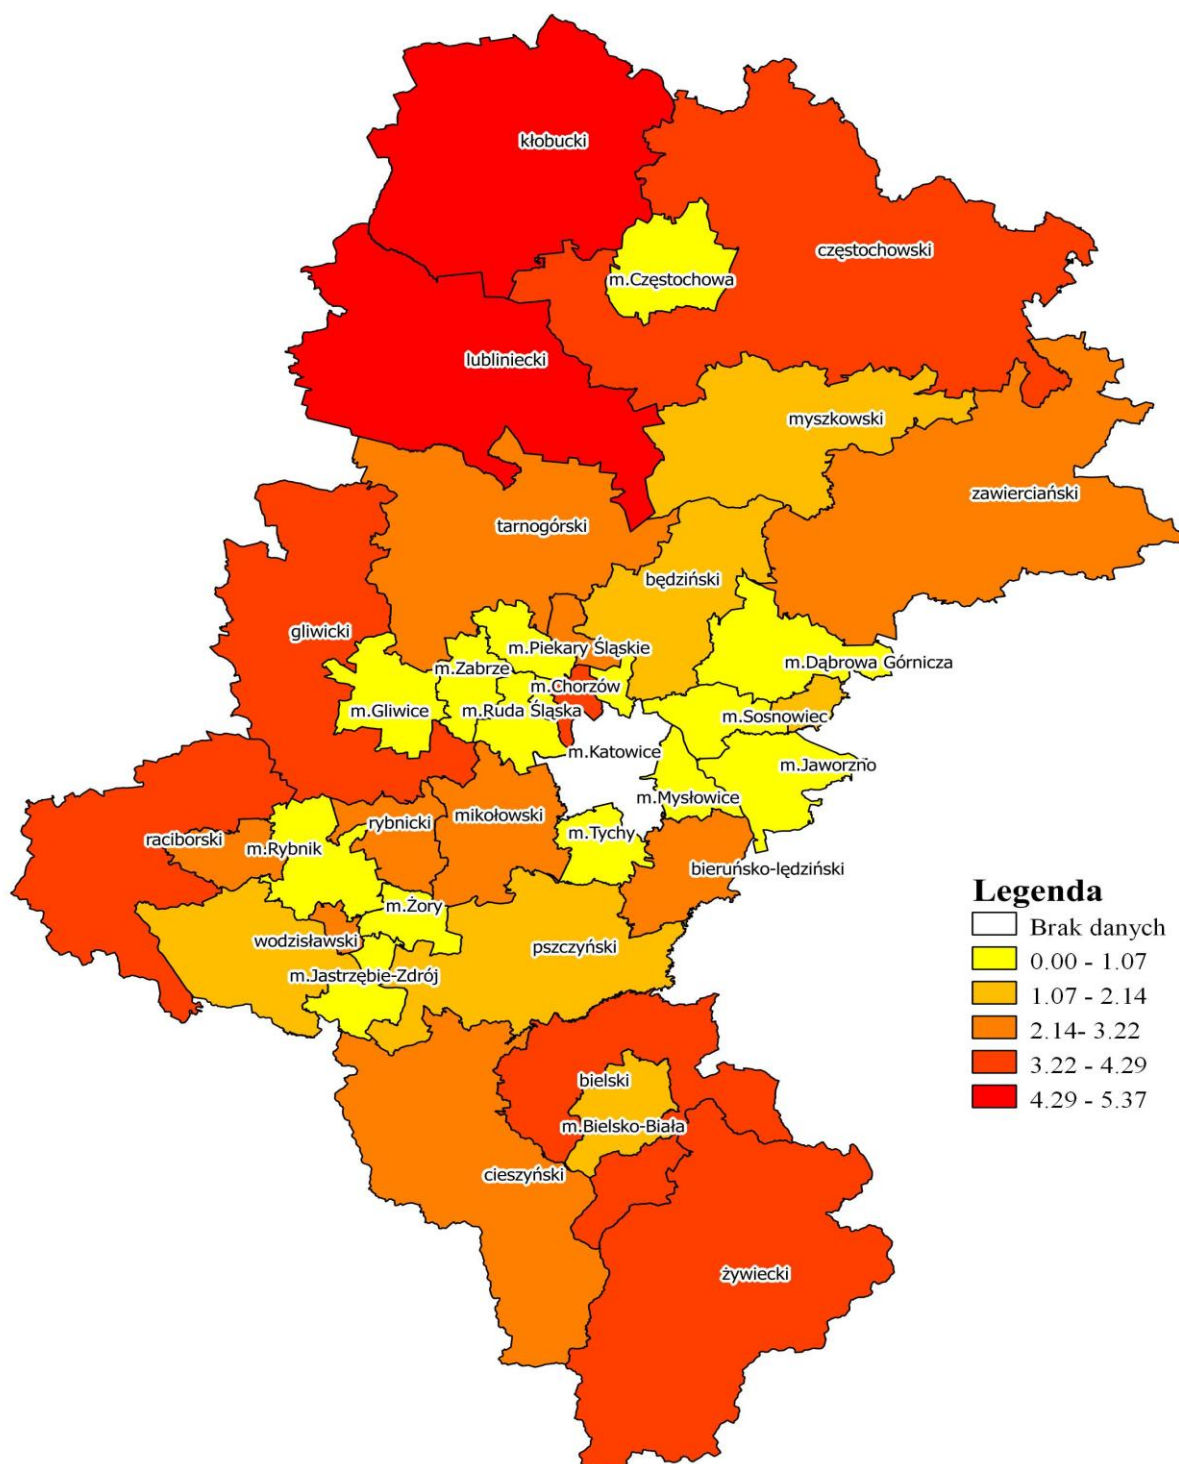 kłobucki
częstochowski
m.Częstochowa
lubliniecki
myszkowski
zawierciański
tarnogórski
będziński
gliwicki
m.Piekary Śląskie
m.Zabrze
m.Dąbrowa Górnicza
m.Chorzów
m.Gliwice
m.Ruda Śląska
m.Sosnowiec
m.Katowice
m.Jaworzno
m.Mysłowice
mikołowski
rybnicki
m.Tychy
raciborski
m.Rybnik
bieruńsko-lędziński
m.Żory
wodzisławski
pszczyński
m.Jastrzębie-Zdrój
bielski
m.Bielsko-Biała
cieszyński
żywiecki
Legenda
Brak danych
0.00 - 1.07
1.07 - 2.14
2.14- 3.22
3.22 - 4.29
4.29 - 5.37